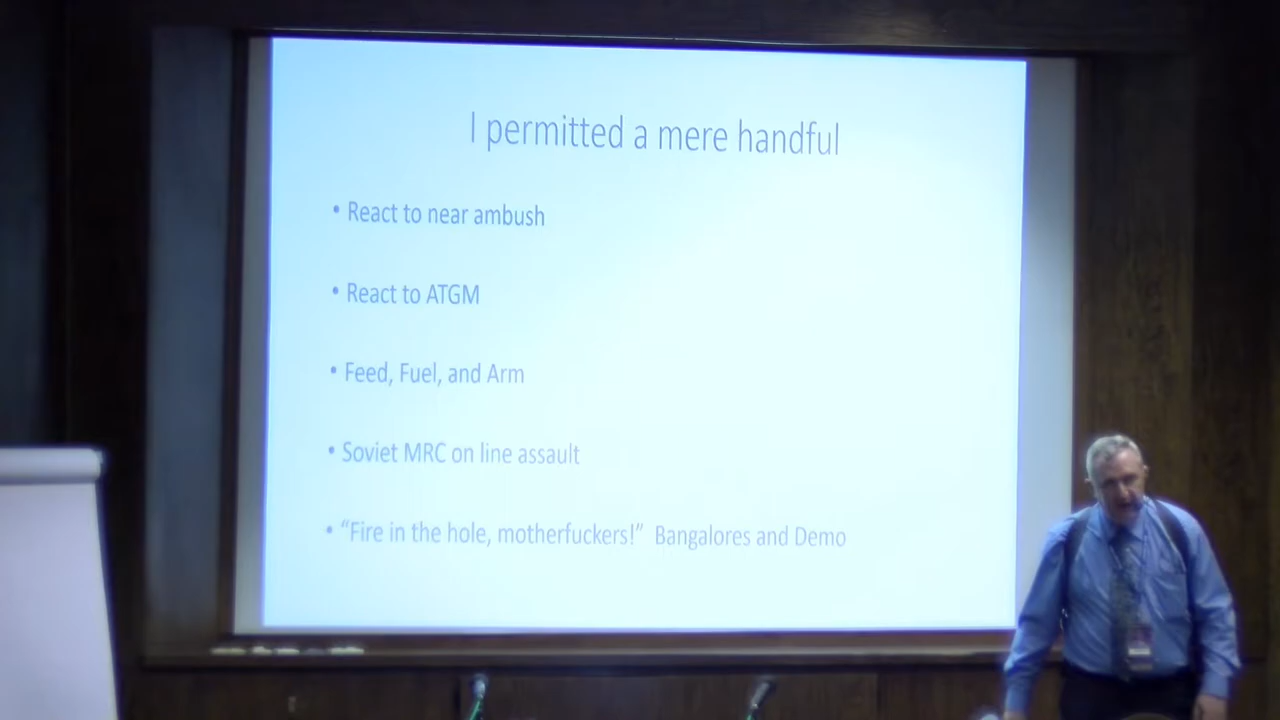 I permitted a mere handful
• React to near ambush
• React to ATGM
• Feed, Fuel, and Arm
• Soviet MRC on line assault
• “Fire in the hole, motherfuckers!”  Bangalores and Demo